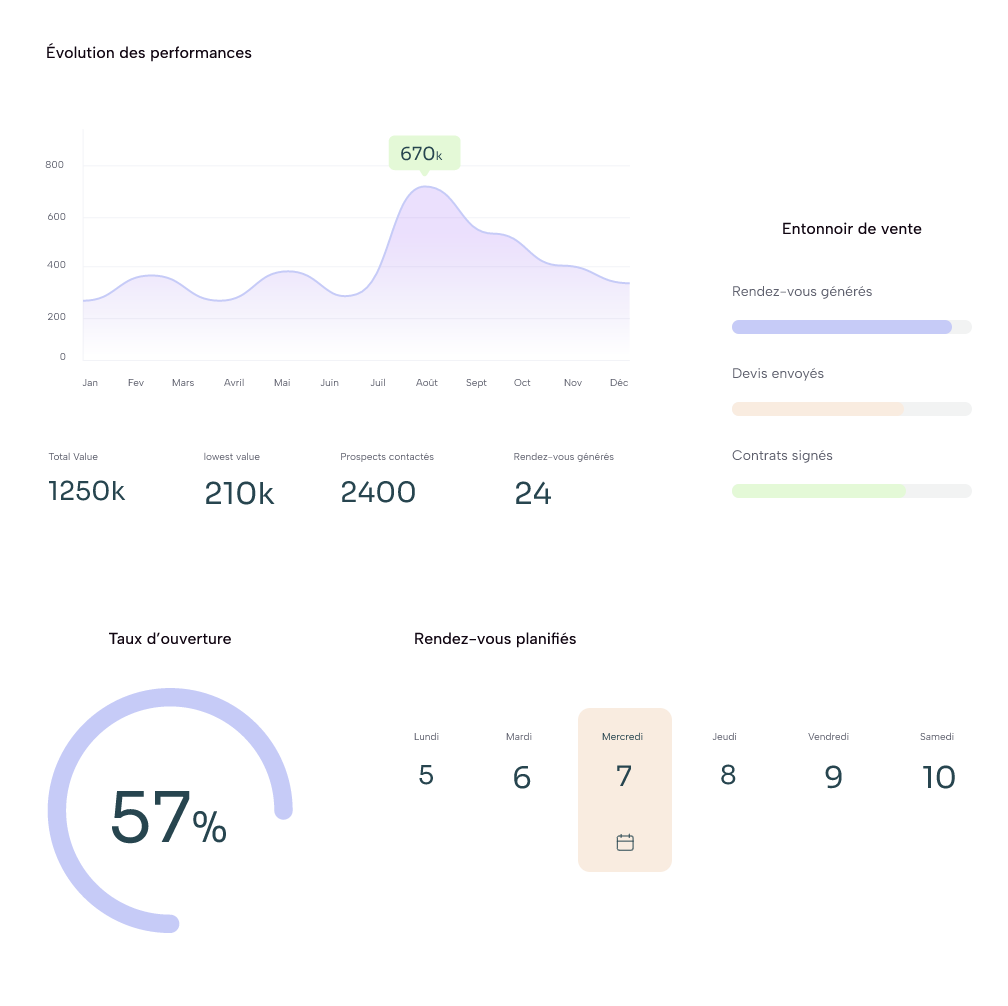 Évolution des performances
670k
800
600
400
200
0
Jan Fev Mars Avril Mai Juin Juil Août Sept Oct Nov Déc
Total Value lowest value Prospects contactés Rendez-vous générés
1250k 210k 2400 24
Entonnoir de vente
Rendez-vous générés
Devis envoyés
Contrats signés
Taux d’ouverture
57%
Rendez-vous planifiés
Lundi Mardi Mercredi Jeudi Vendredi Samedi
5 6 7 8 9 10